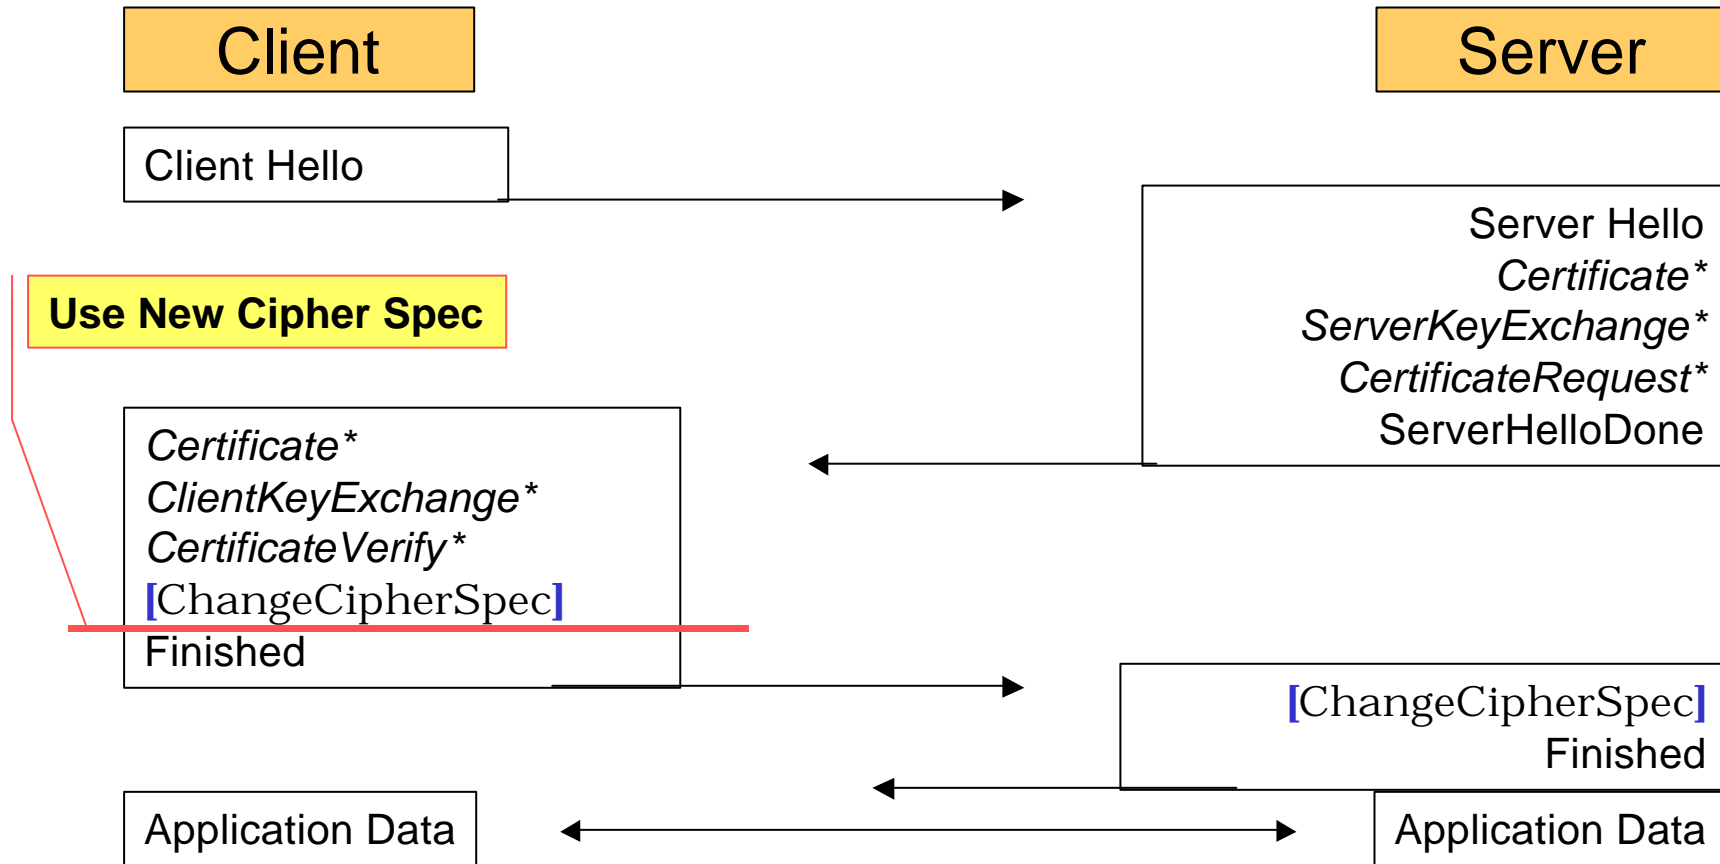 Client
Server
Client Hello
Server Hello
Certificate*
ServerKeyExchange*
CertificateRequest*
ServerHelloDone
Use New Cipher Spec
Certificate*
ClientKeyExchange*
CertificateVerify*
[ChangeCipherSpec]
Finished
[ChangeCipherSpec]
Finished
Application Data
Application Data